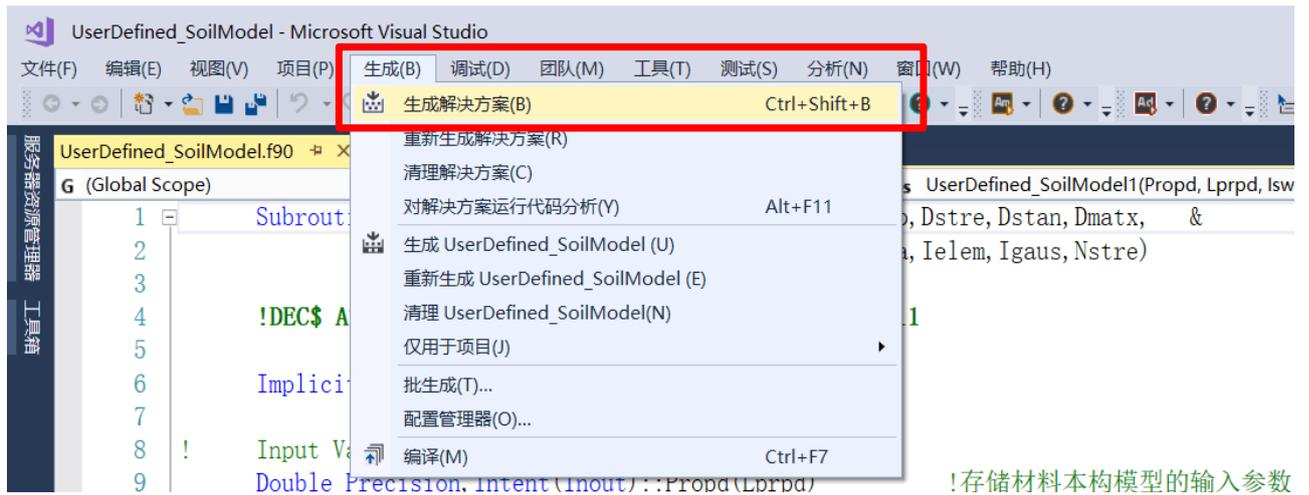 UserDefined_SoilModel - Microsoft Visual Studio
文件(F) 编辑(E) 视图(V) 项目(P) 生成(B) 调试(D) 团队(M) 工具(T) 测试(S) 分析(N) 窗口(W) 帮助(H)
生成解决方案(B) Ctrl+Shift+B
重新生成解决方案(R)
清理解决方案(C)
对解决方案运行代码分析(Y) Alt+F11
生成 UserDefined_SoilModel (U)
重新生成 UserDefined_SoilModel (E)
清理 UserDefined_SoilModel(N)
仅用于项目(J)
批生成(T)...
配置管理器(O)...
编译(M) Ctrl+F7
服务器资源管理器
工具箱
UserDefined_SoilModel.f90
G (Global Scope) UserDefined_SoilModel1(Propd, Lprpd, Isw
1 Subrouti ,Dstre,Dstan,Dmatx, &
2 ,Ielem,Igaus,Nstre)
3
4 !DEC$ A
5
6 Implici
7
8 ! Input Va
9 Double Precision,Intent(Inout)::Propd(Lprpd) !存储材料本构模型的输入参数